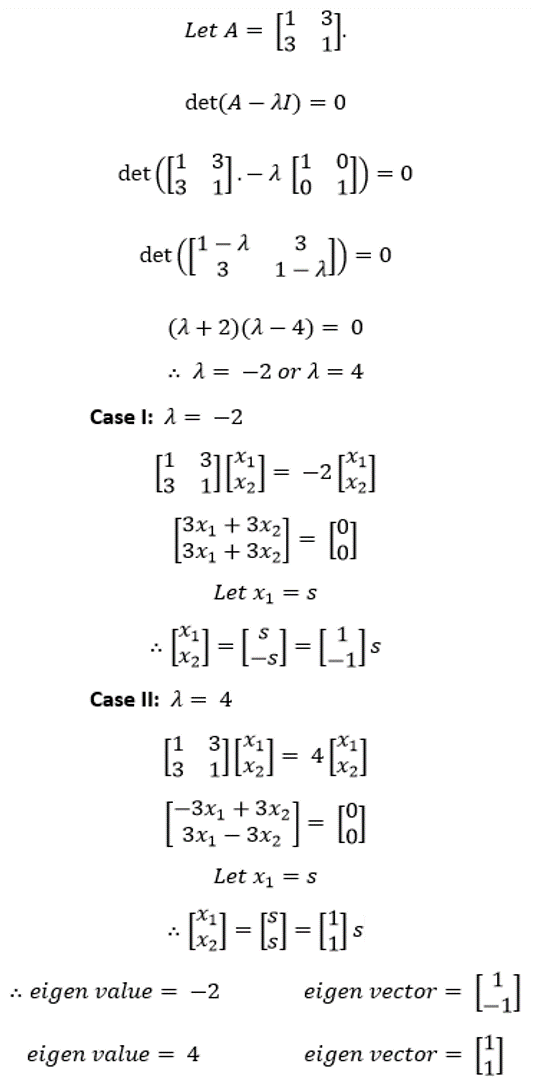 Let A = [1 3; 3 1].
det(A − λI) = 0
det([1 3; 3 1]. − λ [1 0; 0 1]) = 0
det([1 − λ 3; 3 1 − λ]) = 0
(λ + 2)(λ − 4) = 0
∴ λ = −2 or λ = 4
Case I: λ = −2
[1 3; 3 1][x₁; x₂] = −2 [x₁; x₂]
[3x₁ + 3x₂; 3x₁ + 3x₂] = [0; 0]
Let x₁ = s
∴ [x₁; x₂] = [s; −s] = [1; −1] s
Case II: λ = 4
[1 3; 3 1][x₁; x₂] = 4 [x₁; x₂]
[−3x₁ + 3x₂; 3x₁ − 3x₂] = [0; 0]
Let x₁ = s
∴ [x₁; x₂] = [s; s] = [1; 1] s
∴ eigen value = −2 eigen vector = [1; −1]
eigen value = 4 eigen vector = [1; 1]